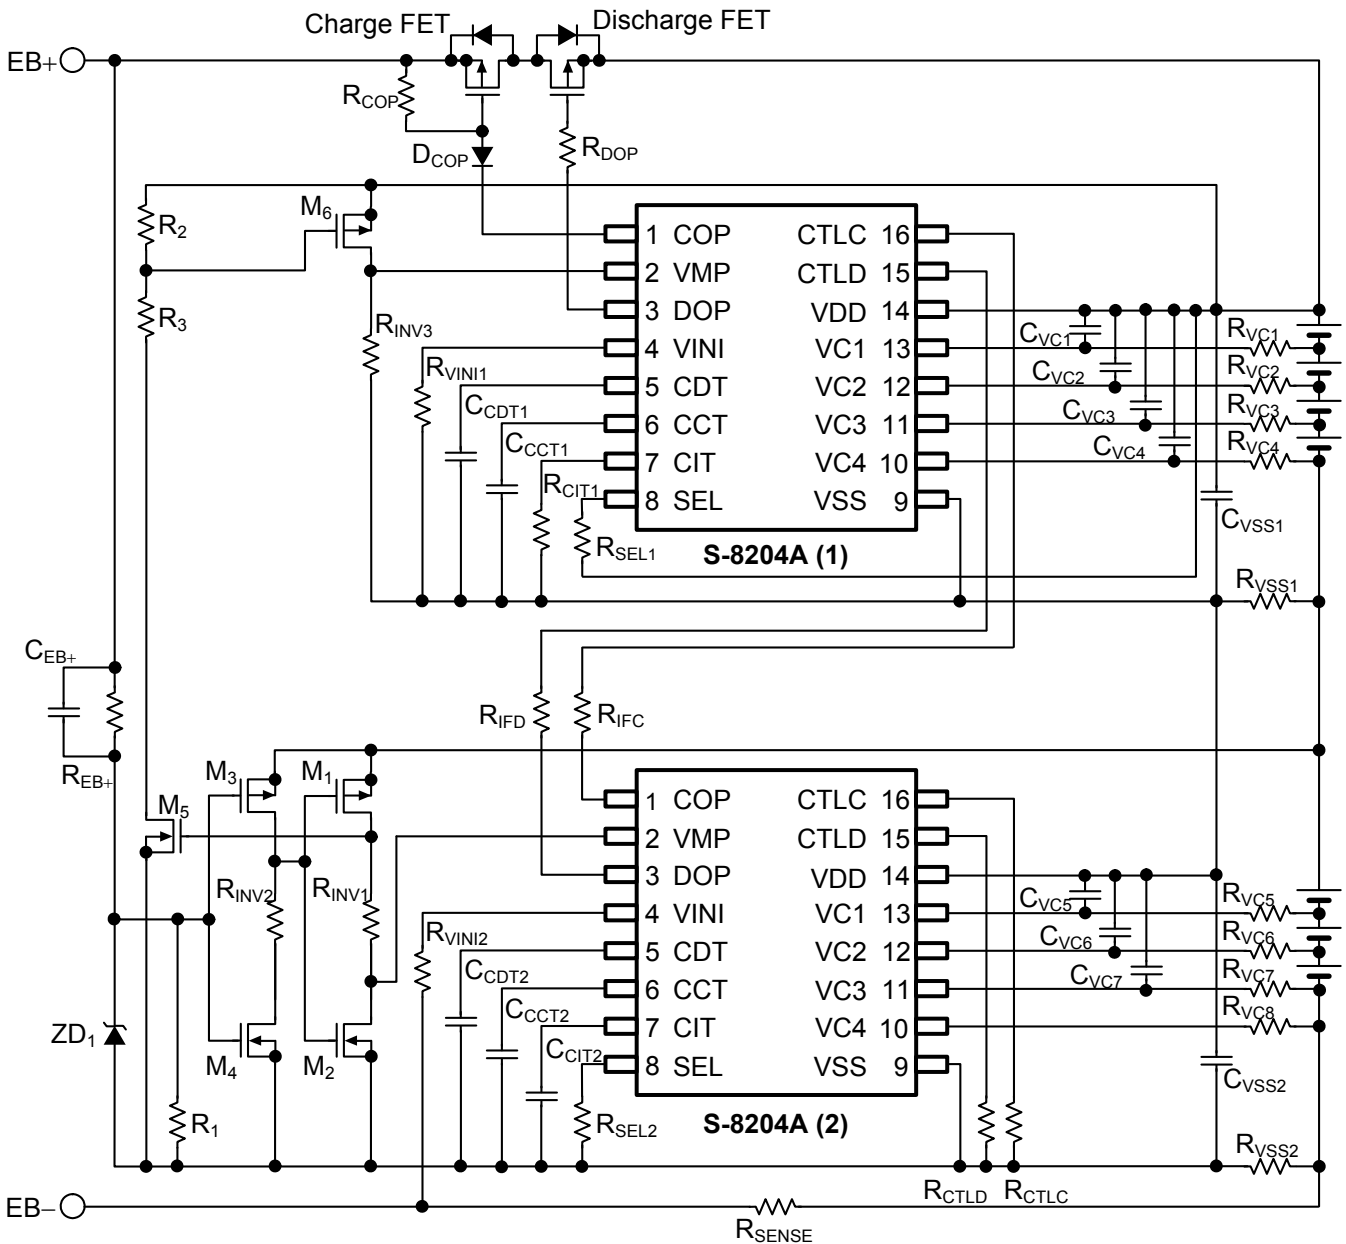 Charge FET
Discharge FET
EB+
RCOP
DCOP
RDOP
M6
R2
R3
RINV3
1 COP CTLC 16
2 VMP CTLD 15
3 DOP VDD 14
4 VINI VC1 13
5 CDT VC2 12
6 CCT VC3 11
7 CIT VC4 10
8 SEL VSS 9
S-8204A (1)
RVINI1
CCDT1
CCCT1
RCIT1
RSEL1
CVC1
CVC2
CVC3
CVC4
RVC1
RVC2
RVC3
RVC4
CVSS1
RVSS1
CEB+
REB+
RIFD
RIFC
M3
M1
M5
RINV2
RINV1
1 COP CTLC 16
2 VMP CTLD 15
3 DOP VDD 14
4 VINI VC1 13
5 CDT VC2 12
6 CCT VC3 11
7 CIT VC4 10
8 SEL VSS 9
S-8204A (2)
RVINI2
CCDT2
CCCT2
CCIT2
RSEL2
CVC5
CVC6
CVC7
RVC5
RVC6
RVC7
RVC8
CVSS2
RVSS2
ZD1
M4
M2
R1
RCTLD
RCTLC
EB−
RSENSE